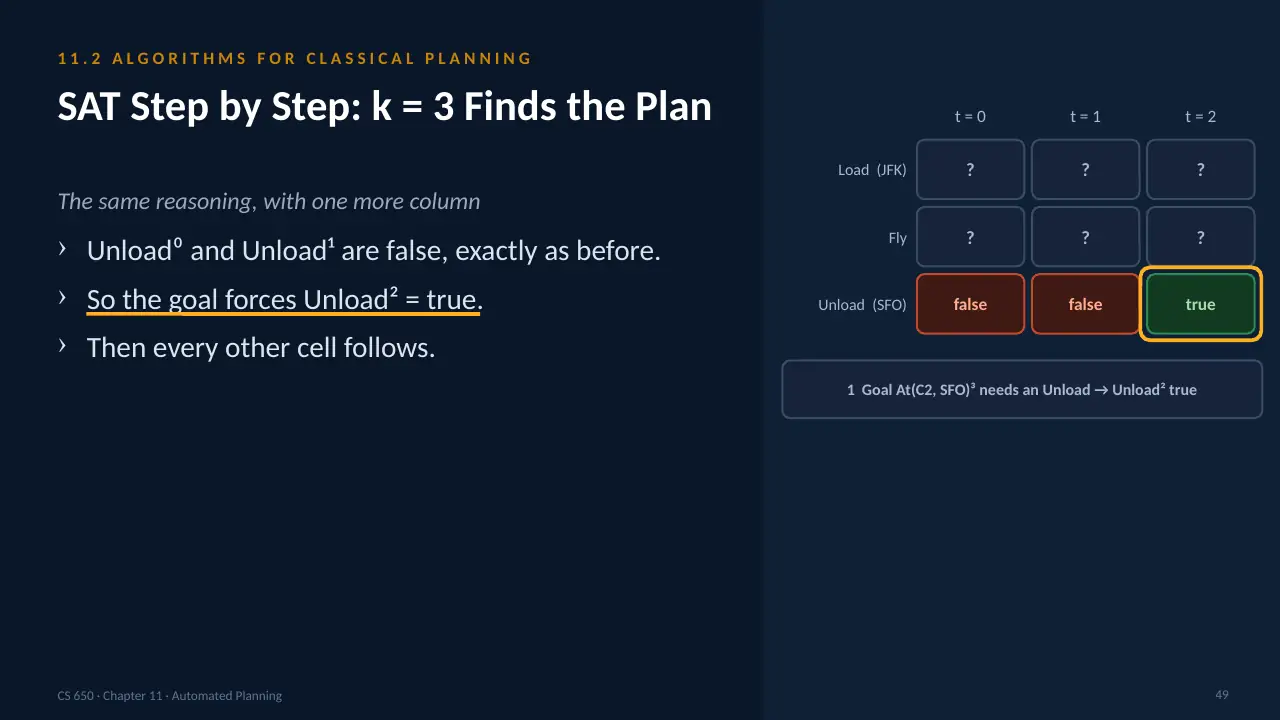 11.2 ALGORITHMS FOR CLASSICAL PLANNING
SAT Step by Step: k = 3 Finds the Plan
The same reasoning, with one more column
› Unload⁰ and Unload¹ are false, exactly as before.
› So the goal forces Unload² = true.
› Then every other cell follows.
t = 0 t = 1 t = 2
Load (JFK) ? ? ?
Fly ? ? ?
Unload (SFO) false false true
1 Goal At(C2, SFO)³ needs an Unload → Unload² true
CS 650 · Chapter 11 · Automated Planning
49